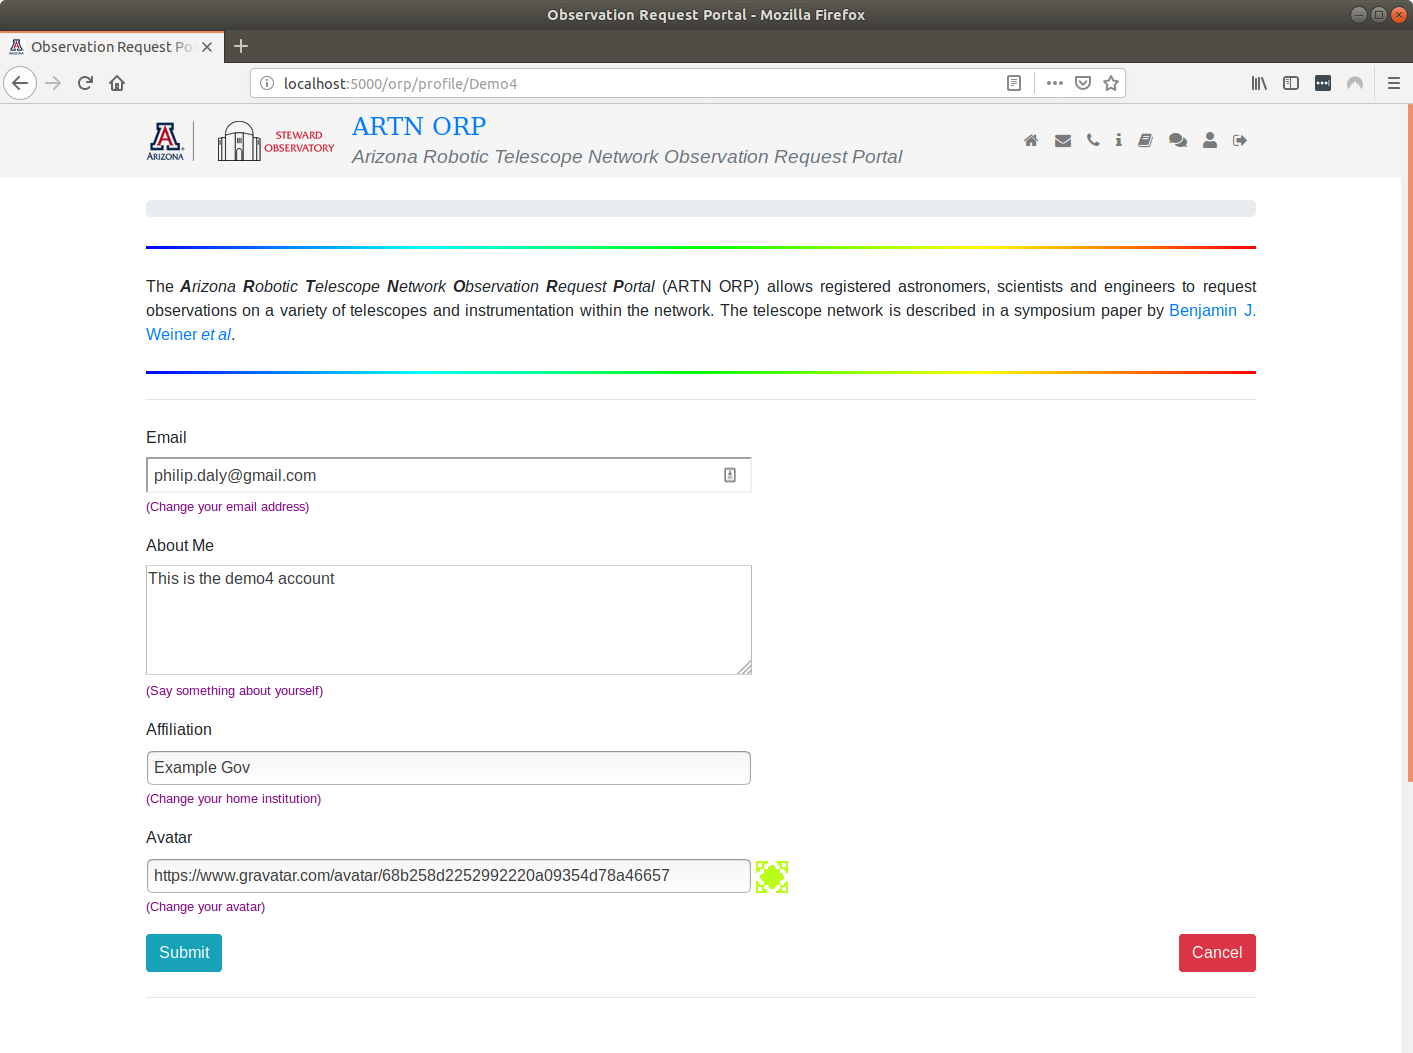 Observation Request Portal - Mozilla Firefox
Observation Request Po
localhost:5000/orp/profile/Demo4
A
ARIZONA
STEWARD
OBSERVATORY
ARTN ORP
Arizona Robotic Telescope Network Observation Request Portal
The Arizona Robotic Telescope Network Observation Request Portal (ARTN ORP) allows registered astronomers, scientists and engineers to request
observations on a variety of telescopes and instrumentation within the network. The telescope network is described in a symposium paper by Benjamin J.
Weiner et al.
Email
philip.daly@gmail.com
(Change your email address)
About Me
This is the demo4 account
(Say something about yourself)
Affiliation
Example Gov
(Change your home institution)
Avatar
https://www.gravatar.com/avatar/68b258d2252992220a09354d78a46657
(Change your avatar)
Submit
Cancel